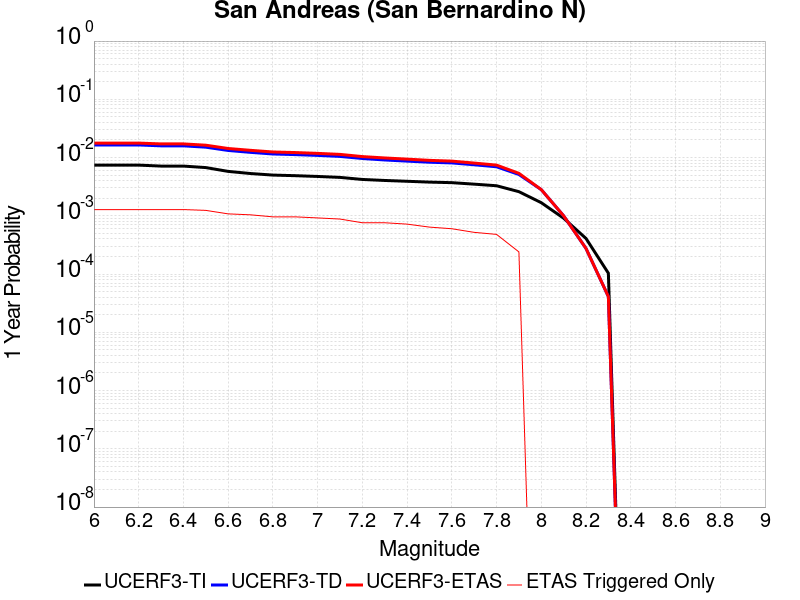 San Andreas (San Bernardino N)
10^0
10^-1
10^-2
10^-3
10^-4
10^-5
10^-6
10^-7
10^-8
1 Year Probability
6 6.2 6.4 6.6 6.8 7 7.2 7.4 7.6 7.8 8 8.2 8.4 8.6 8.8 9
Magnitude
UCERF3-TI UCERF3-TD UCERF3-ETAS ETAS Triggered Only